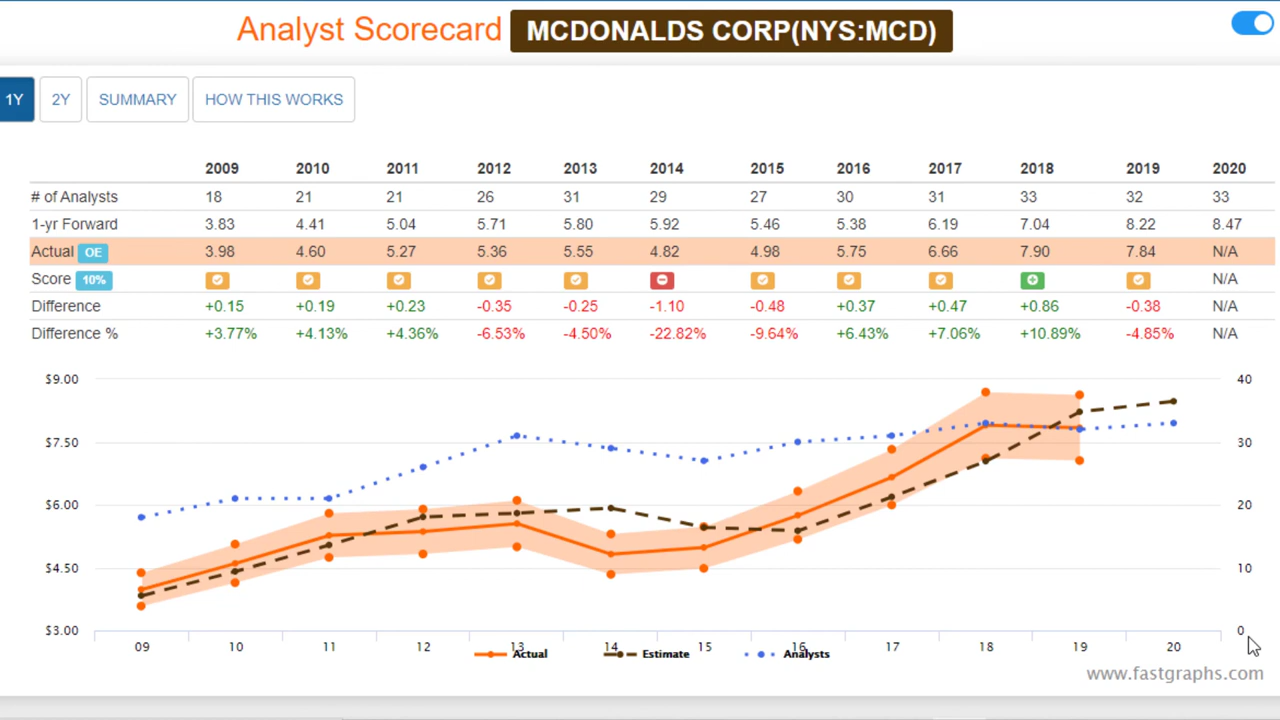 Analyst Scorecard MCDONALDS CORP(NYS:MCD)
1Y 2Y SUMMARY HOW THIS WORKS
2009 2010 2011 2012 2013 2014 2015 2016 2017 2018 2019 2020
# of Analysts 18 21 21 26 31 29 27 30 31 33 32 33
1-yr Forward 3.83 4.41 5.04 5.71 5.80 5.92 5.46 5.38 6.19 7.04 8.22 8.47
Actual OE 3.98 4.60 5.27 5.36 5.55 4.82 4.98 5.75 6.66 7.90 7.84 N/A
Score 10% N/A
Difference +0.15 +0.19 +0.23 -0.35 -0.25 -1.10 -0.48 +0.37 +0.47 +0.86 -0.38 N/A
Difference % +3.77% +4.13% +4.36% -6.53% -4.50% -22.82% -9.64% +6.43% +7.06% +10.89% -4.85% N/A
$9.00 40
$7.50 30
$6.00 20
$4.50 10
$3.00 0
09 10 11 12 13 14 15 16 17 18 19 20
Actual Estimate Analysts
www.fastgraphs.com